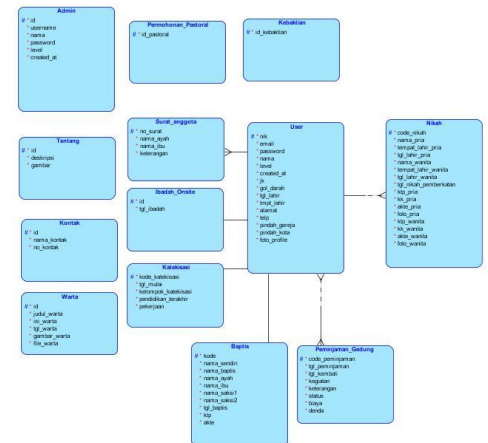 Admin
# * id
* username
* nama
* password
* level
* created_at
Permohonan_Pastoral
# * id_pastoral
Kebaktian
# * id_kebaktian
Tentang
# * id
* deskripsi
* gambar
Surat_anggota
# * no_surat
* nama_ayah
* nama_ibu
* keterangan
User
# * nik
* email
* password
* nama
* level
* created_at
* jk
* gol_darah
* tgl_lahir
* tmpt_lahir
* alamat
* telp
* pindah_gereja
* pindah_kota
* foto_profile
Nikah
# * code_nikah
* nama_pria
* tempat_lahir_pria
* tgl_lahir_pria
* nama_wanita
* tempat_lahir_wanita
* tgl_lahir_wanita
* tgl_nikah_pemberkatan
* ktp_pria
* kk_pria
* akte_pria
* foto_pria
* ktp_wanita
* kk_wanita
* akte_wanita
* foto_wanita
Ibadah_Onsite
# * id
* tgl_ibadah
Kontak
# * id
* nama_kontak
* no_kontak
Katekisasi
# * kode_katekisasi
* tgl_mulai
* kelompok_katekisasi
* pendidikan_terakhir
* pekerjaan
Warta
# * id
* judul_warta
* isi_warta
* tgl_warta
* gambar_warta
* file_warta
Baptis
# * kode
* nama_sendiri
* nama_baptis
* nama_ayah
* nama_ibu
* nama_saksi1
* nama_saksi2
* tgl_baptis
* ktp
* akte
Peminjaman_Gedung
# * code_peminjaman
* tgl_peminjaman
* tgl_kembali
* kegiatan
* keterangan
* status
* biaya
* denda